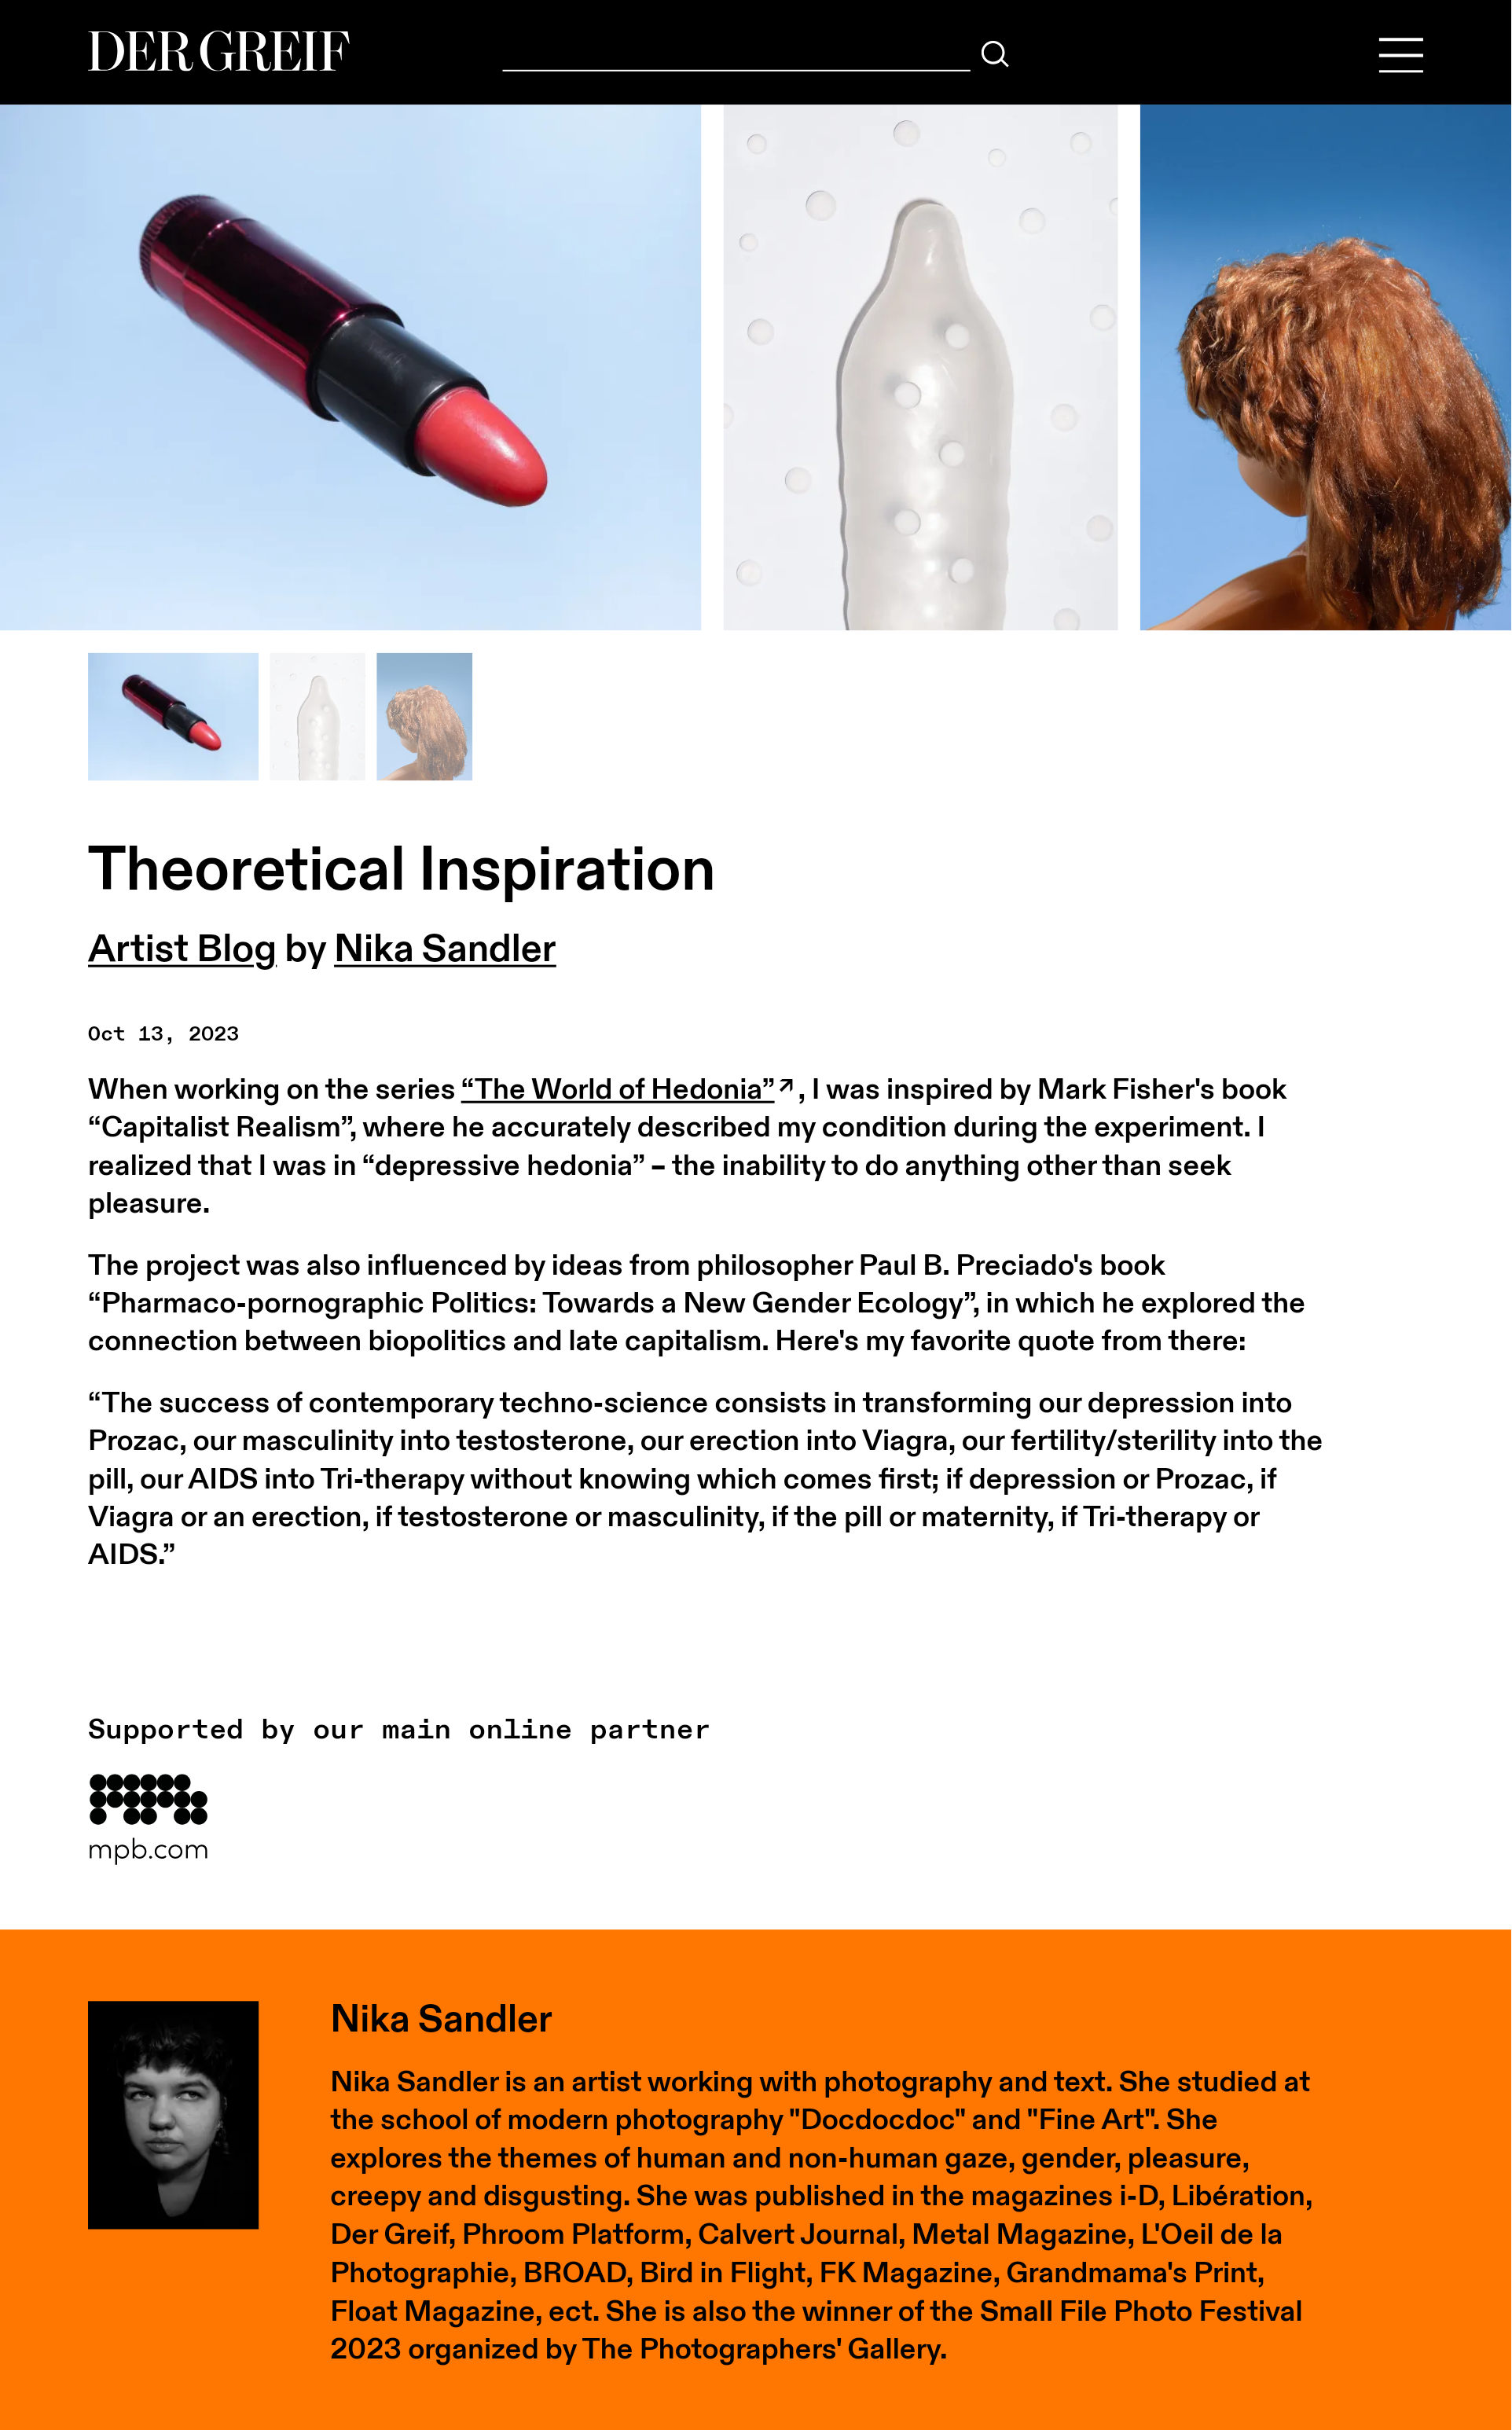 DER GREIF
Theoretical Inspiration
Artist Blog by Nika Sandler
Oct 13, 2023
When working on the series “The World of Hedonia”↗, I was inspired by Mark Fisher's book
“Capitalist Realism”, where he accurately described my condition during the experiment. I
realized that I was in “depressive hedonia” – the inability to do anything other than seek
pleasure.
The project was also influenced by ideas from philosopher Paul B. Preciado's book
“Pharmaco-pornographic Politics: Towards a New Gender Ecology”, in which he explored the
connection between biopolitics and late capitalism. Here's my favorite quote from there:
“The success of contemporary techno-science consists in transforming our depression into
Prozac, our masculinity into testosterone, our erection into Viagra, our fertility/sterility into the
pill, our AIDS into Tri-therapy without knowing which comes first; if depression or Prozac, if
Viagra or an erection, if testosterone or masculinity, if the pill or maternity, if Tri-therapy or
AIDS.”
Supported by our main online partner
mpb.com
Nika Sandler
Nika Sandler is an artist working with photography and text. She studied at
the school of modern photography "Docdocdoc" and "Fine Art". She
explores the themes of human and non-human gaze, gender, pleasure,
creepy and disgusting. She was published in the magazines i-D, Libération,
Der Greif, Phroom Platform, Calvert Journal, Metal Magazine, L'Oeil de la
Photographie, BROAD, Bird in Flight, FK Magazine, Grandmama's Print,
Float Magazine, ect. She is also the winner of the Small File Photo Festival
2023 organized by The Photographers' Gallery.